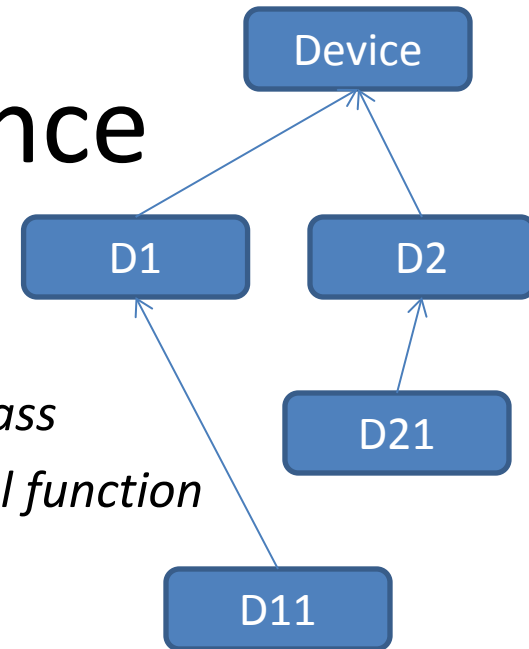 Device
nce
D1
D2
ass
D21
l function
D11